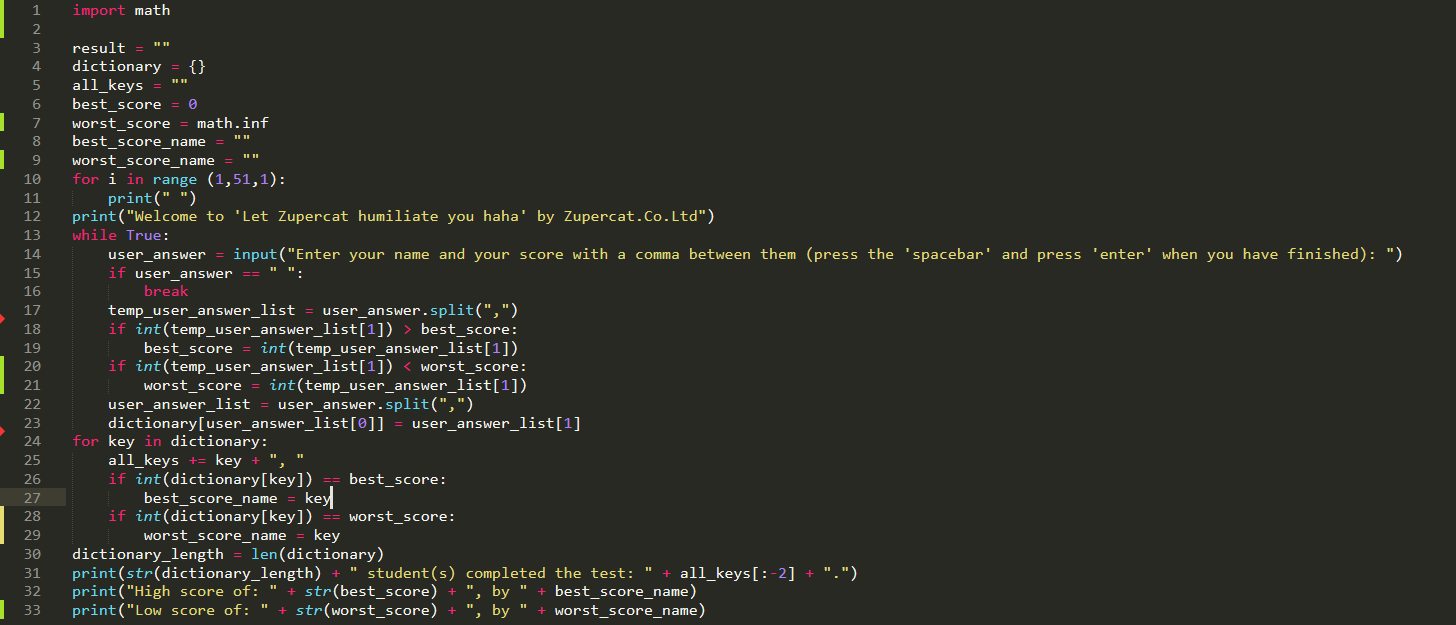 1 import math
2
3 result = ""
4 dictionary = {}
5 all_keys = ""
6 best_score = 0
7 worst_score = math.inf
8 best_score_name = ""
9 worst_score_name = ""
10 for i in range (1,51,1):
11     print(" ")
12 print("Welcome to 'Let Zupercat humiliate you haha' by Zupercat.Co.Ltd")
13 while True:
14     user_answer = input("Enter your name and your score with a comma between them (press the 'spacebar' and press 'enter' when you have finished): ")
15     if user_answer == " ":
16         break
17     temp_user_answer_list = user_answer.split(",")
18     if int(temp_user_answer_list[1]) > best_score:
19         best_score = int(temp_user_answer_list[1])
20     if int(temp_user_answer_list[1]) < worst_score:
21         worst_score = int(temp_user_answer_list[1])
22     user_answer_list = user_answer.split(",")
23     dictionary[user_answer_list[0]] = user_answer_list[1]
24 for key in dictionary:
25     all_keys += key + ", "
26     if int(dictionary[key]) == best_score:
27         best_score_name = key
28     if int(dictionary[key]) == worst_score:
29         worst_score_name = key
30 dictionary_length = len(dictionary)
31 print(str(dictionary_length) + " student(s) completed the test: " + all_keys[:-2] + ".")
32 print("High score of: " + str(best_score) + ", by " + best_score_name)
33 print("Low score of: " + str(worst_score) + ", by " + worst_score_name)